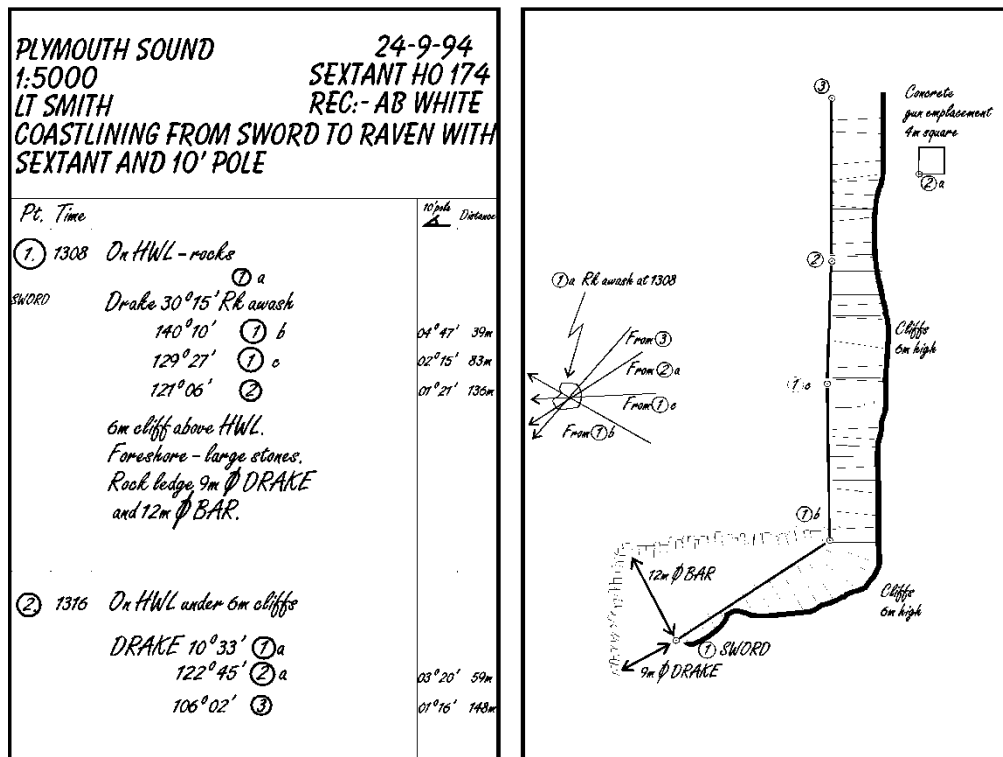 PLYMOUTH SOUND 24-9-94
1:5000 SEXTANT HO 174
LT SMITH REC:- AB WHITE
COASTLINING FROM SWORD TO RAVEN WITH
SEXTANT AND 10' POLE
Pt. Time 10'pole Distance
1. 1308 On HWL - rocks
1 a
SWORD Drake 30°15' Rk awash
140°10' 1 b 04°47' 39m
129°27' 1 c 02°15' 83m
121°06' 2 01°21' 136m
6m cliff above HWL.
Foreshore - large stones.
Rock ledge 9m ϕ DRAKE
and 12m ϕ BAR.
2. 1316 On HWL under 6m cliffs
DRAKE 10°33' 1 a
122°45' 2 a 03°20' 59m
106°02' 3 01°16' 148m
3
Concrete
gun emplacement
4m square
2 a
2
1 a Rk awash at 1308
From 3
From 2 a
From 1 c
From 1 b
Cliffs
6m high
1 c
1 b
12m ϕ BAR
Cliffs
6m high
1 SWORD
9m ϕ DRAKE